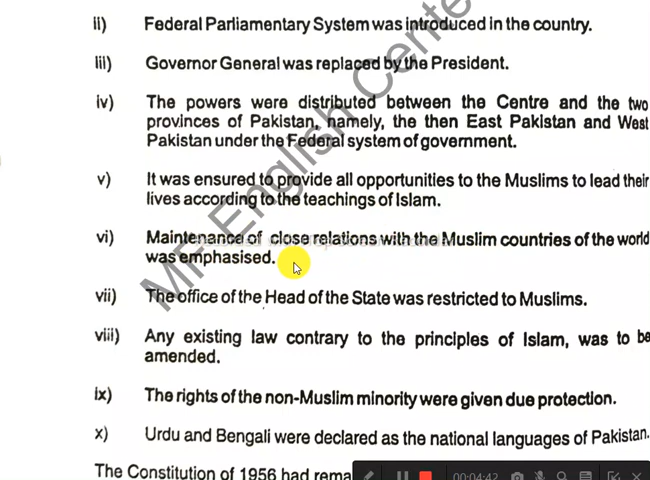 ii) Federal Parliamentary System was introduced in the country.
iii) Governor General was replaced by the President.
iv) The powers were distributed between the Centre and the two
provinces of Pakistan, namely, the then East Pakistan and West
Pakistan under the Federal system of government.
v) It was ensured to provide all opportunities to the Muslims to lead their
lives according to the teachings of Islam.
vi) Maintenance of close relations with the Muslim countries of the world
was emphasised.
vii) The office of the Head of the State was restricted to Muslims.
viii) Any existing law contrary to the principles of Islam, was to be
amended.
ix) The rights of the non-Muslim minority were given due protection.
x) Urdu and Bengali were declared as the national languages of Pakistan.
The Constitution of 1956 had rema
00:04:42
English Cente